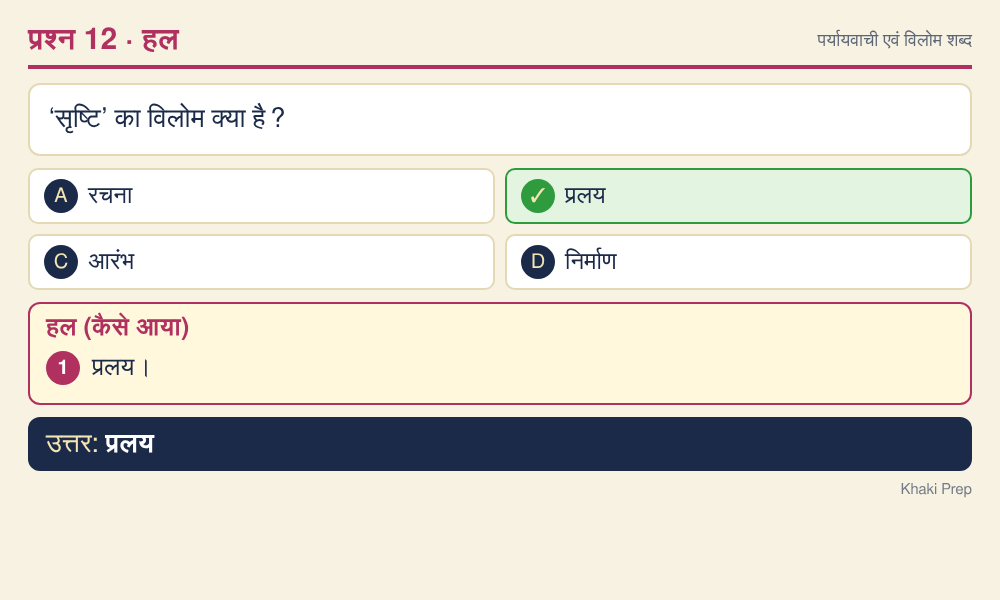 प्रश्न 12 · हल
पर्यायवाची एवं विलोम शब्द
‘सृष्टि’ का विलोम क्या है ?
A रचना
✓ प्रलय
C आरंभ
D निर्माण
हल (कैसे आया)
1 प्रलय।
उत्तर: प्रलय
Khaki Prep